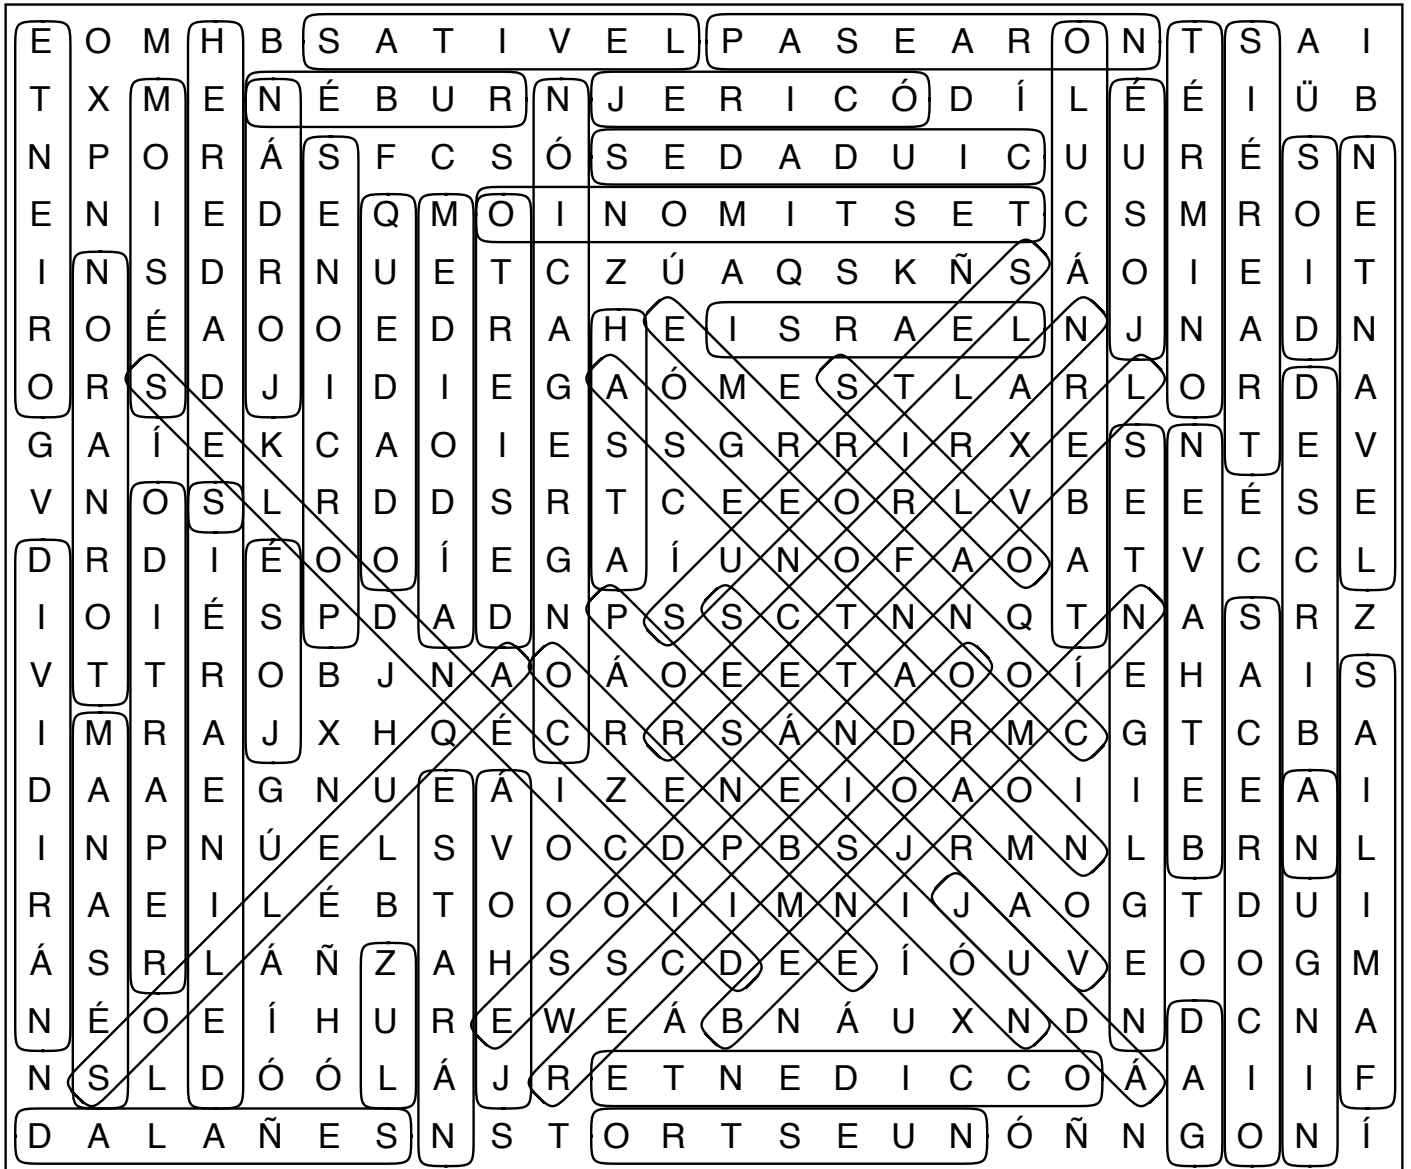 E O M H B S A T I V E L P A S E A R O N T S A I
T X M E N É B U R N J E R I C Ó D Í L É É I Ü B
N P O R Á S F C S Ó S E D A D U I C U U R É S N
E N I E D E Q M O I N O M I T S E T C S M R O E
I N S D R N U E T C Z Ú A Q S K Ñ S Á O I E I T
R O É A O O E D R A H E I S R A E L N J N A D N
O R S D J I D I E G A Ó M E S T L A R L O R D A
G A Í E K C A O I E S S G R R I R X E S N T E V
V N O S L R D D S R T C E E O R L V B E E É S E
D R D I É O O Í E G A Í U N O F A O A T V C C L
I O I É S P D A D N P S S C T N N Q T N A S R Z
V T T R O B J N A O Á O E E T A O O Í E H A I S
I M R A J X H Q É C R R S Á N D R M C G T C B A
D A A E G N U E Á I Z E N E I O A O I I E E A I
I N P N Ú E L S V O C D P B S J R M N L B R N L
R A E I L É B T O O O I I M N I J A O G T D U I
Á S R L Á Ñ Z A H S S C D E E Í Ó U V E O O G M
N É O E Í H U R E W E Á B N Á U X N D N D C N A
N S L D Ó Ó L Á J R E T N E D I C C O Á A I I F
D A L A Ñ E S N S T O R T S E U N Ó Ñ N G O N Í